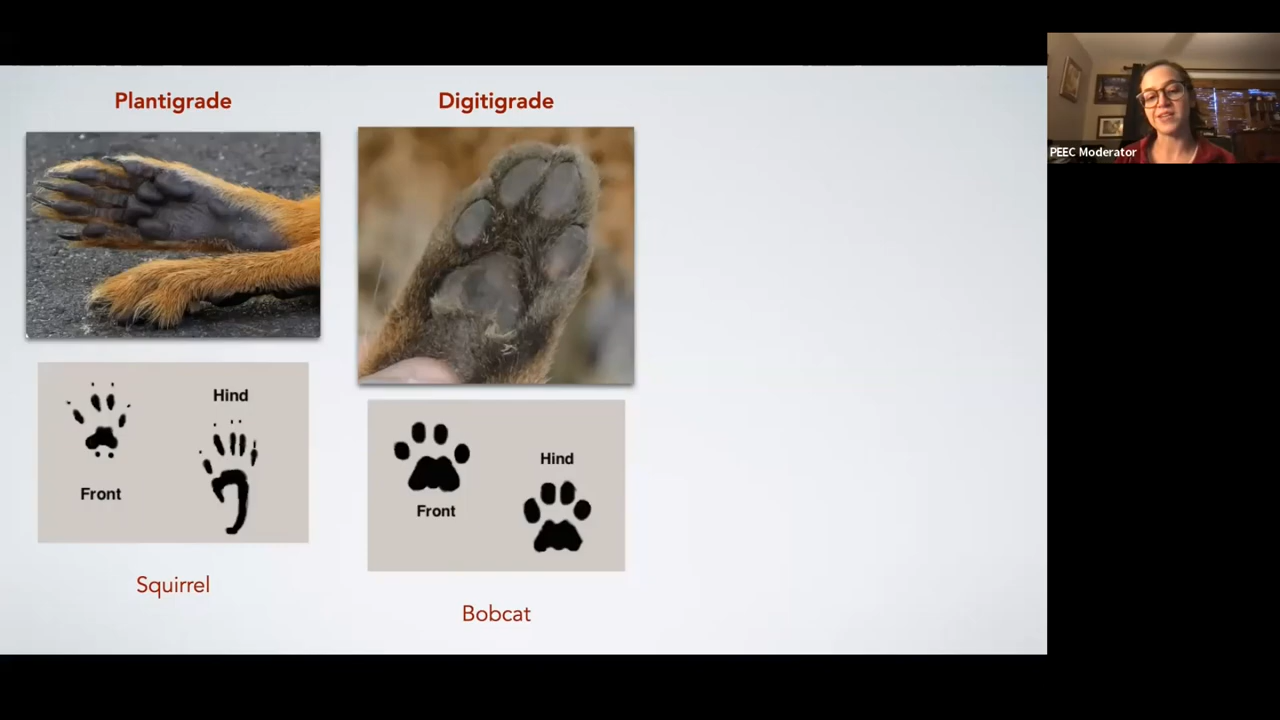 Plantigrade
Digitigrade
PEEC Moderator
Hind
Front
Hind
Front
Squirrel
Bobcat